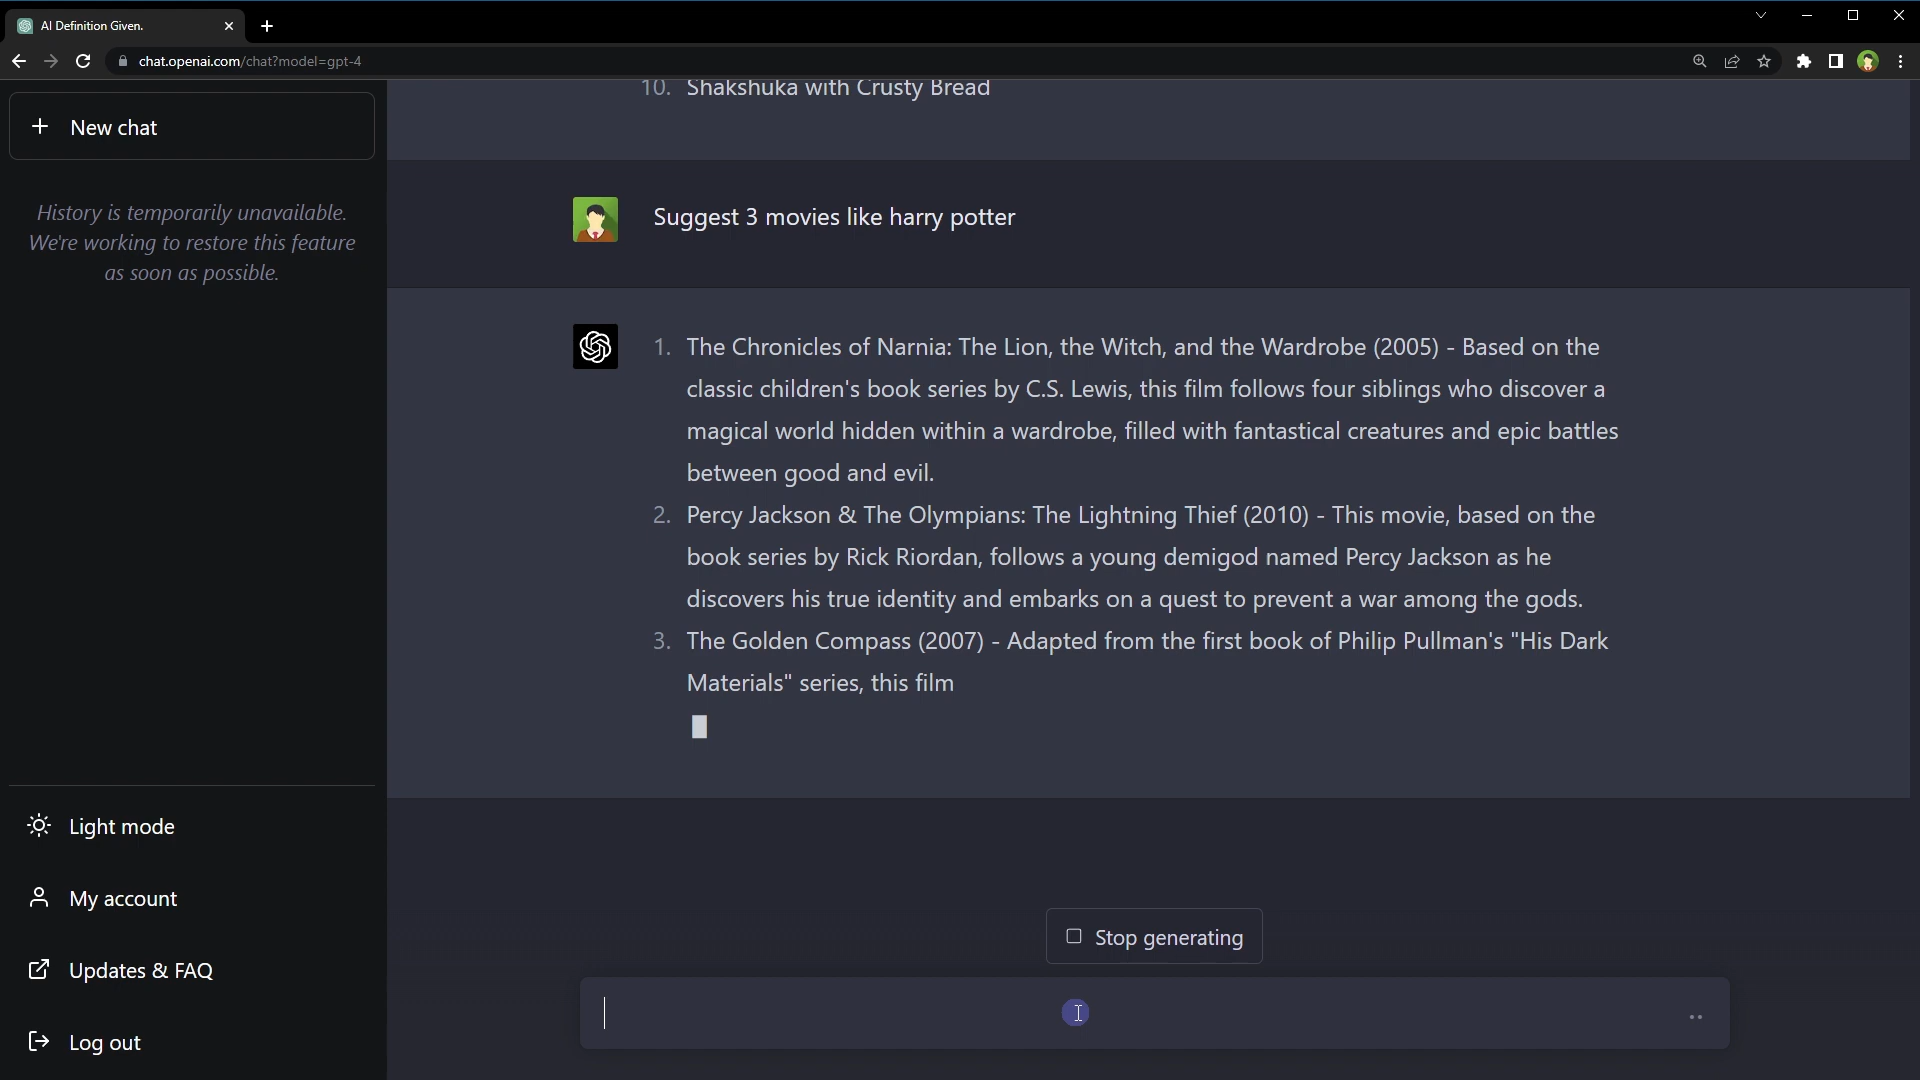 AI Definition Given.
chat.openai.com/chat?model=gpt-4
New chat
History is temporarily unavailable.
We're working to restore this feature
as soon as possible.
Light mode
My account
Updates & FAQ
Log out
10. Shakshuka with Crusty Bread
Suggest 3 movies like harry potter
1. The Chronicles of Narnia: The Lion, the Witch, and the Wardrobe (2005) - Based on the
classic children's book series by C.S. Lewis, this film follows four siblings who discover a
magical world hidden within a wardrobe, filled with fantastical creatures and epic battles
between good and evil.
2. Percy Jackson & The Olympians: The Lightning Thief (2010) - This movie, based on the
book series by Rick Riordan, follows a young demigod named Percy Jackson as he
discovers his true identity and embarks on a quest to prevent a war among the gods.
3. The Golden Compass (2007) - Adapted from the first book of Philip Pullman's "His Dark
Materials" series, this film
Stop generating